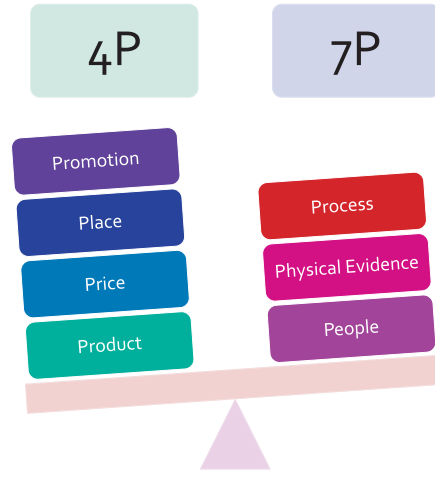 4P
7P
Promotion
Place
Price
Product
Process
Physical Evidence
People